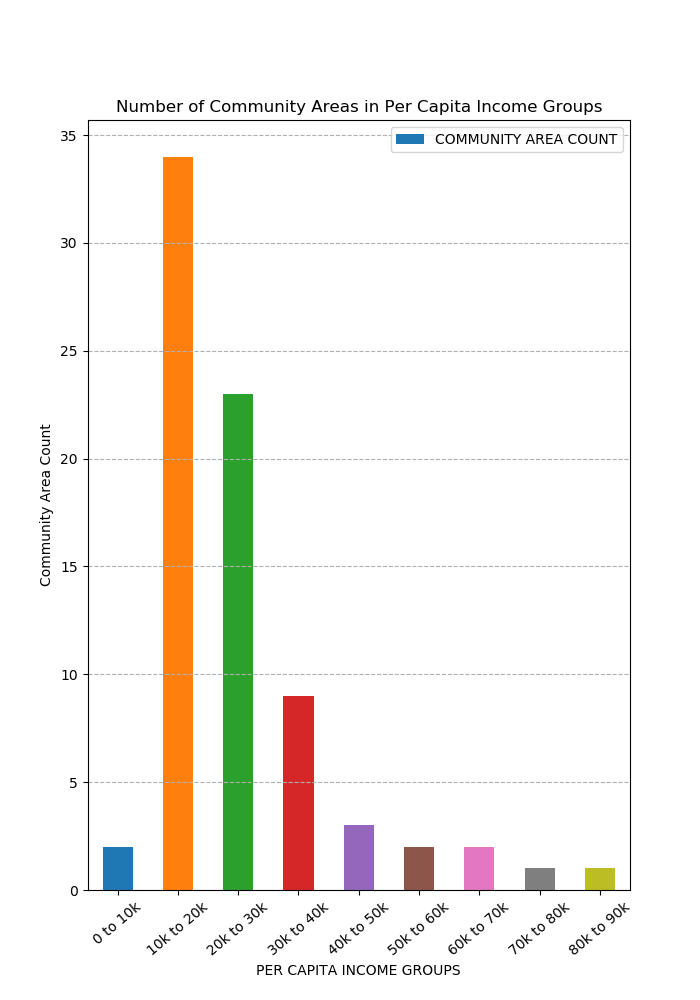 Number of Community Areas in Per Capita Income Groups
COMMUNITY AREA COUNT
35
30
25
20
15
10
5
0
Community Area Count
0 to 10k
10k to 20k
20k to 30k
30k to 40k
40k to 50k
50k to 60k
60k to 70k
70k to 80k
80k to 90k
PER CAPITA INCOME GROUPS